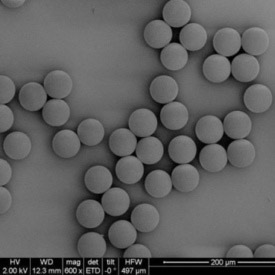 HV WD mag det tilt HFW 200 µm
2.00 kV 12.3 mm 600 x ETD -0 ° 497 µm